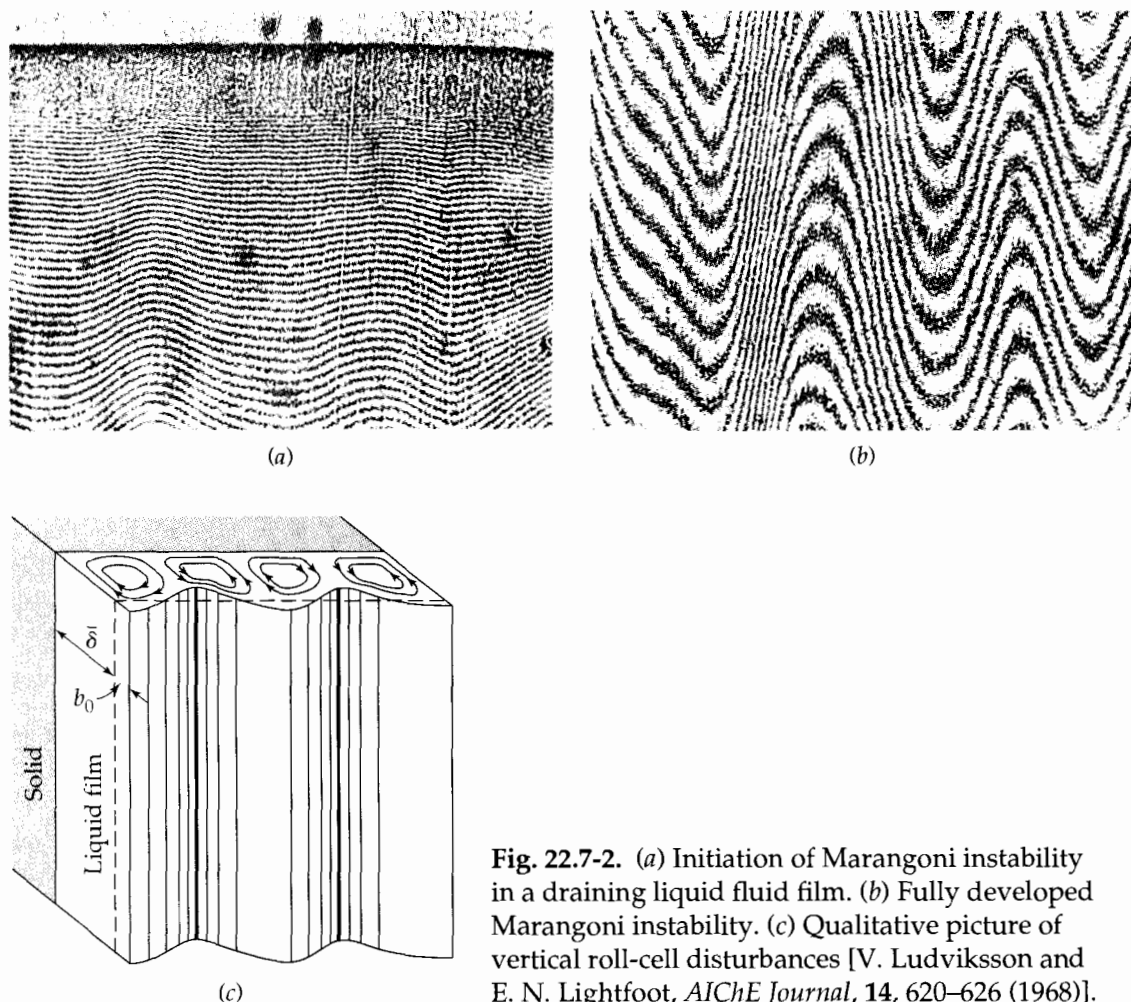 (a)
(b)
Solid
Liquid film
δ̄
b₀
(c)
Fig. 22.7-2. (a) Initiation of Marangoni instability
in a draining liquid fluid film. (b) Fully developed
Marangoni instability. (c) Qualitative picture of
vertical roll-cell disturbances [V. Ludviksson and
E. N. Lightfoot, AIChE Journal, 14, 620–626 (1968)].